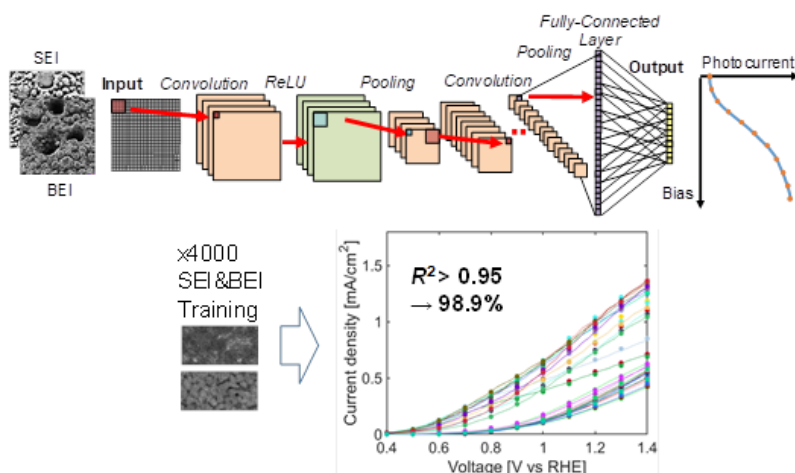 SEI
BEI
Input
Convolution
ReLU
Pooling
Convolution
Pooling
Fully-Connected
Layer
Output
Photo current
Bias
x4000
SEI&BEI
Training
R² > 0.95
→ 98.9%
Current density [mA/cm²]
1.5
1
0.5
0
0.4
0.6
0.8
1
1.2
1.4
Voltage [V vs RHE]